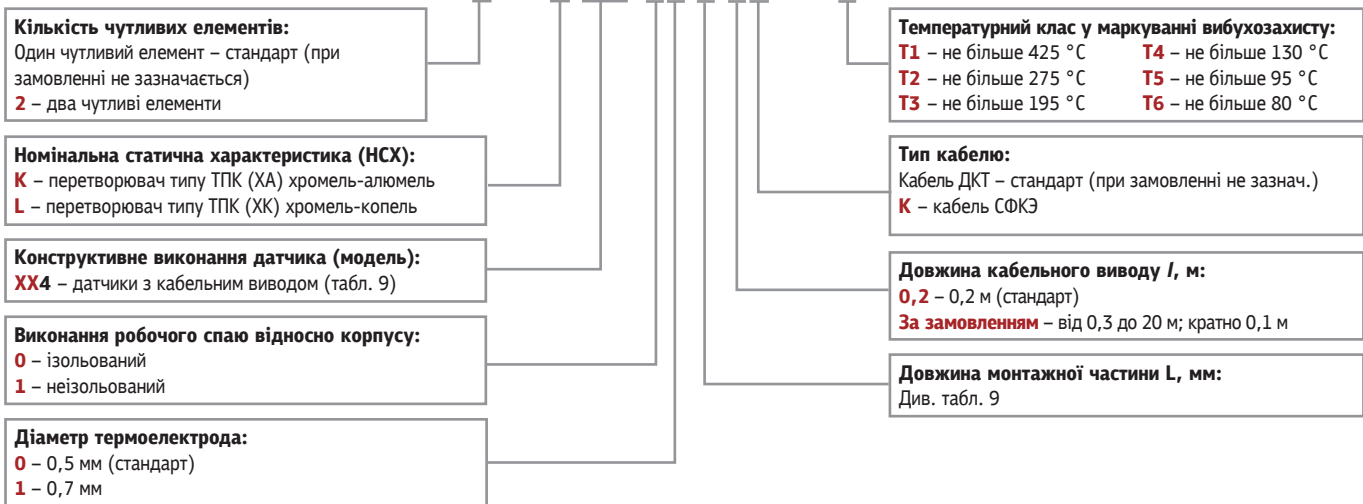 Кількість чутливих елементів:
Один чутливий елемент – стандарт (при
замовленні не зазначається)
2 – два чутливі елементи
Номінальна статична характеристика (НСХ):
K – перетворювач типу ТПК (ХА) хромель-алюмель
L – перетворювач типу ТПК (ХК) хромель-копель
Конструктивне виконання датчика (модель):
XX4 – датчики з кабельним виводом (табл. 9)
Виконання робочого спаю відносно корпусу:
0 – ізольований
1 – неізольований
Діаметр термоелектрода:
0 – 0,5 мм (стандарт)
1 – 0,7 мм
Температурний клас у маркуванні вибухозахисту:
T1 – не більше 425 °С T4 – не більше 130 °С
T2 – не більше 275 °С T5 – не більше 95 °С
T3 – не більше 195 °С T6 – не більше 80 °С
Тип кабелю:
Кабель ДКТ – стандарт (при замовленні не зазнач.)
К – кабель СФКЭ
Довжина кабельного виводу l, м:
0,2 – 0,2 м (стандарт)
За замовленням – від 0,3 до 20 м; кратно 0,1 м
Довжина монтажної частини L, мм:
Див. табл. 9